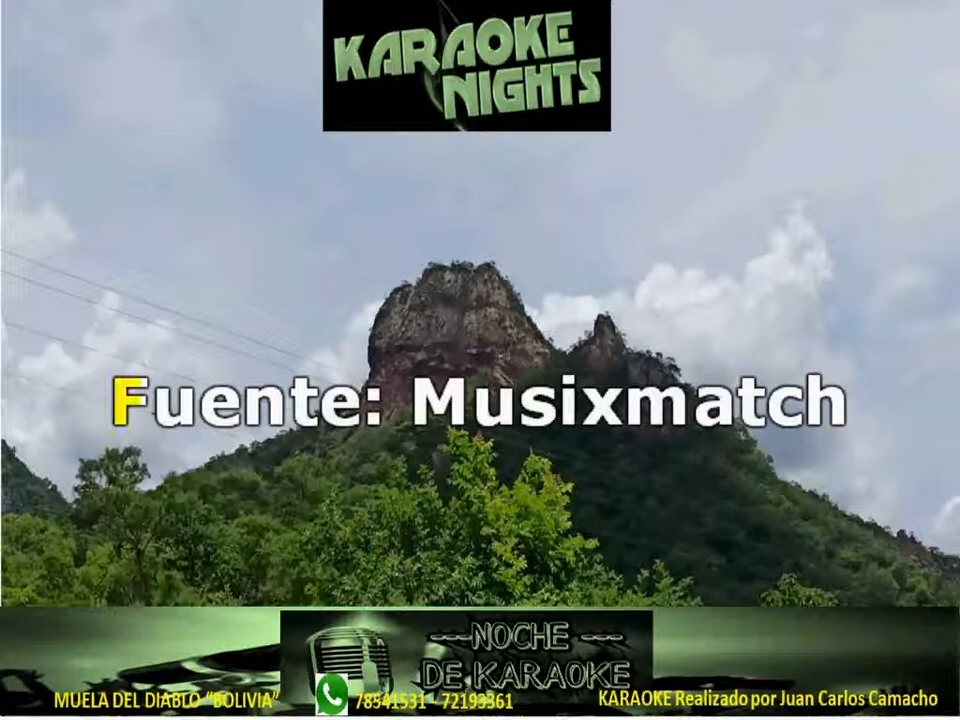 KARAOKE
NIGHTS
Fuente: Musixmatch
---NOCHE ---
DE KARAOKE
MUELA DEL DIABLO "BOLIVIA"
78541531 - 72193361
KARAOKE Realizado por Juan Carlos Camacho